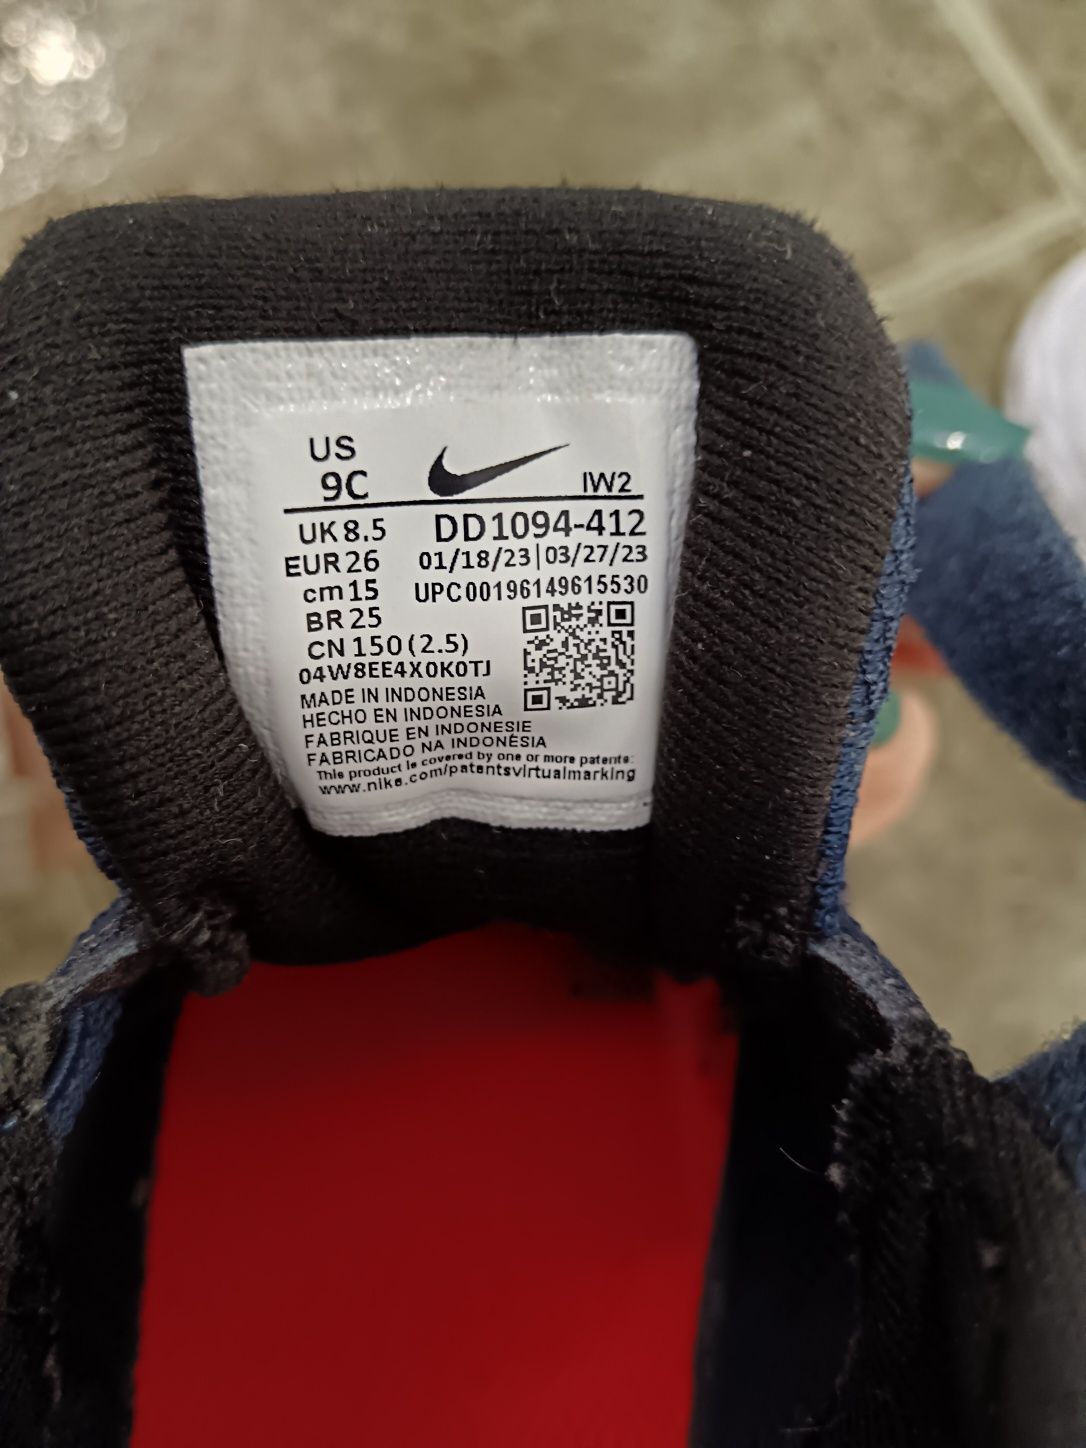 US
9C
IW2
UK 8.5 DD1094-412
EUR 26 01/18/23|03/27/23
cm 15 UPC00196149615530
BR 25
CN 150 (2.5)
04W8EE4X0K0TJ
MADE IN INDONESIA
HECHO EN INDONESIA
FABRIQUE EN INDONESIE
FABRICADO NA INDONÉSIA
This product is covered by one or more patents:
www.nike.com/patentsvirtualmarking